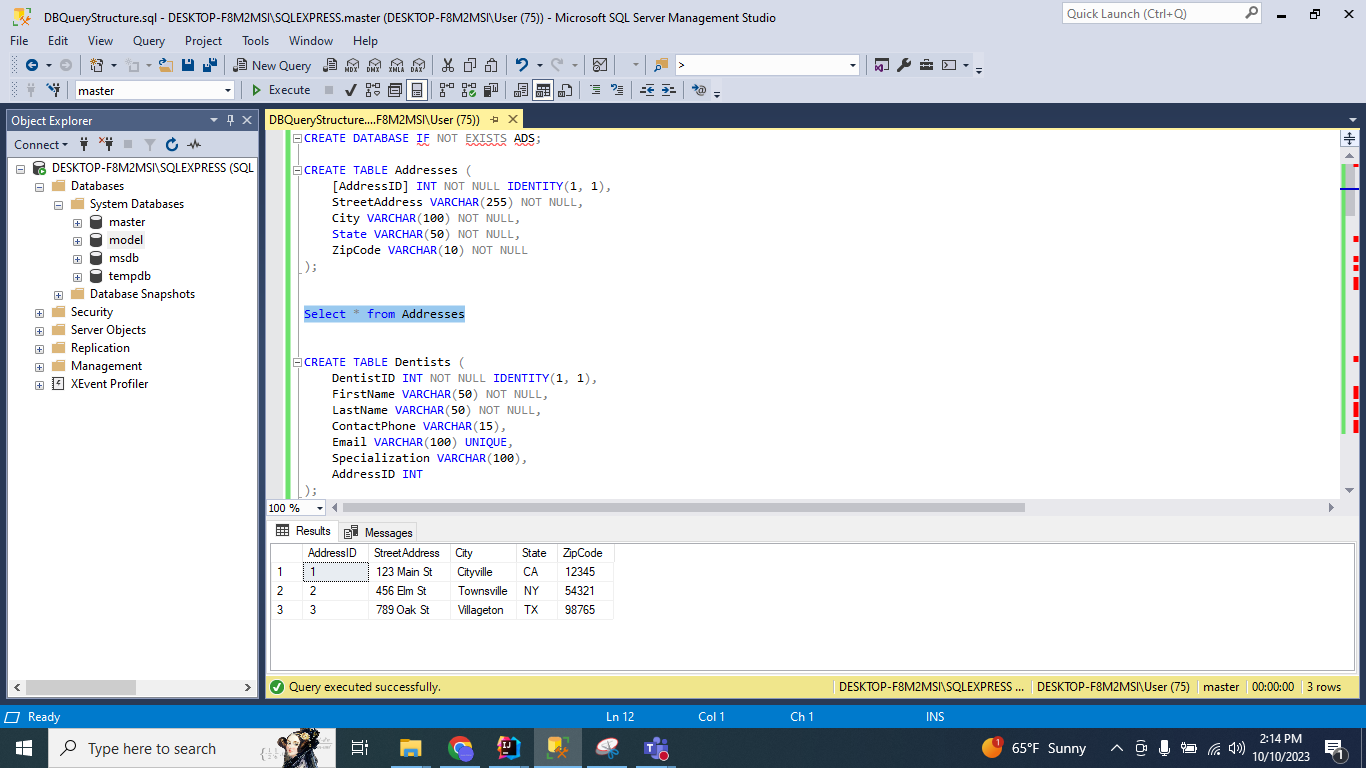 DBQueryStructure.sql - DESKTOP-F8M2MSI\SQLEXPRESS.master (DESKTOP-F8M2MSI\User (75)) - Microsoft SQL Server Management Studio
Quick Launch (Ctrl+Q)
File Edit View Query Project Tools Window Help
New Query MDX DMX XMLA DAX >
master Execute
Object Explorer
Connect
DESKTOP-F8M2MSI\SQLEXPRESS (SQL
Databases
System Databases
master
model
msdb
tempdb
Database Snapshots
Security
Server Objects
Replication
Management
XEvent Profiler
DBQueryStructure....F8M2MSI\User (75))
CREATE DATABASE IF NOT EXISTS ADS;
CREATE TABLE Addresses (
[AddressID] INT NOT NULL IDENTITY(1, 1),
StreetAddress VARCHAR(255) NOT NULL,
City VARCHAR(100) NOT NULL,
State VARCHAR(50) NOT NULL,
ZipCode VARCHAR(10) NOT NULL
);
Select * from Addresses
CREATE TABLE Dentists (
DentistID INT NOT NULL IDENTITY(1, 1),
FirstName VARCHAR(50) NOT NULL,
LastName VARCHAR(50) NOT NULL,
ContactPhone VARCHAR(15),
Email VARCHAR(100) UNIQUE,
Specialization VARCHAR(100),
AddressID INT
);
100 %
Results Messages
AddressID StreetAddress City State ZipCode
1 1 123 Main St Cityville CA 12345
2 2 456 Elm St Townsville NY 54321
3 3 789 Oak St Villageton TX 98765
Query executed successfully. DESKTOP-F8M2MSI\SQLEXPRESS ... DESKTOP-F8M2MSI\User (75) master 00:00:00 3 rows
Ready Ln 12 Col 1 Ch 1 INS
Type here to search
1 65°F Sunny
2:14 PM
10/10/2023
1